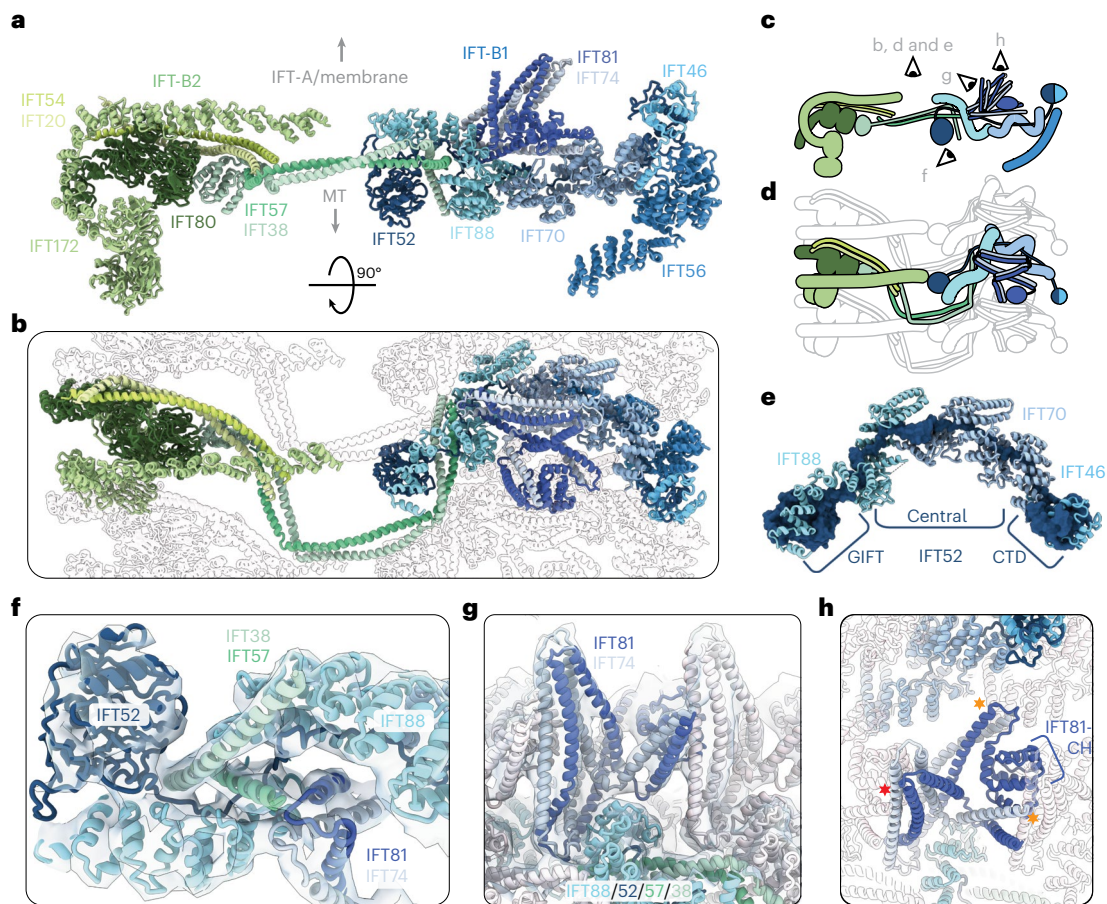 a
IFT-B2
IFT-A/membrane
IFT-B1
IFT81
IFT74
IFT46
IFT54
IFT20
IFT172
IFT80
IFT57
IFT38
MT
90°
IFT52
IFT88
IFT70
IFT56
b
c
b, d and e
g
h
f
d
e
IFT70
IFT88
IFT46
Central
GIFT
IFT52
CTD
f
IFT38
IFT57
IFT52
IFT88
IFT81
IFT74
g
IFT81
IFT74
IFT88/52/57/38
h
IFT81-
CH